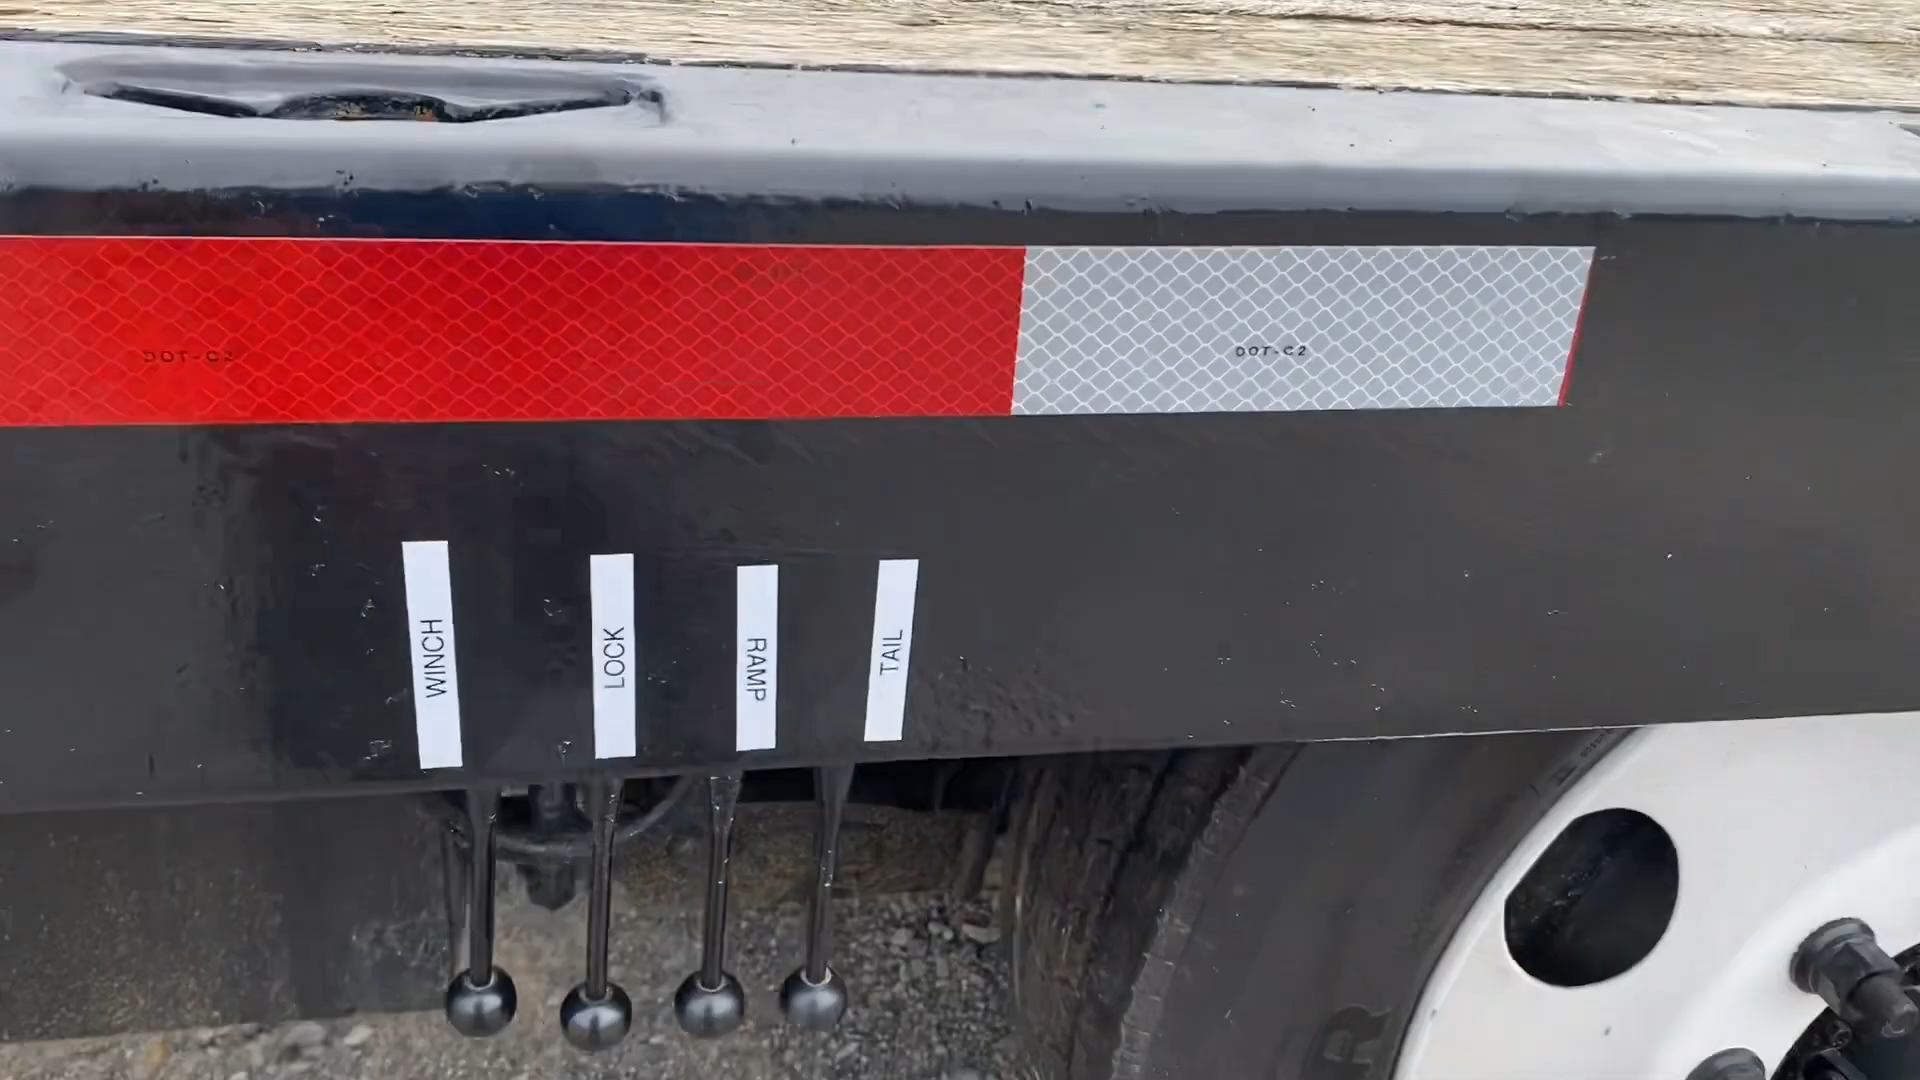 DOT-C2
DOT-C2
WINCH
LOCK
RAMP
TAIL
R